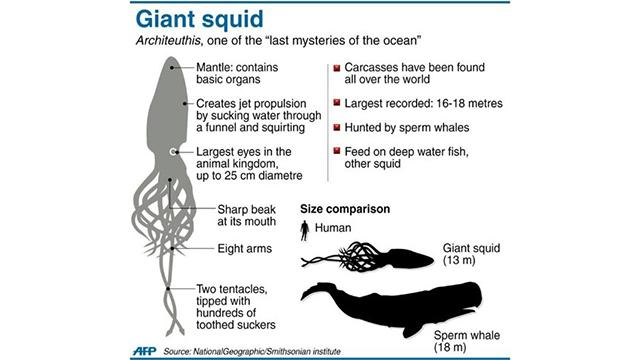 Giant squid
Architeuthis, one of the “last mysteries of the ocean”
Mantle: contains
basic organs
Creates jet propulsion
by sucking water through
a funnel and squirting
Largest eyes in the
animal kingdom,
up to 25 cm diametre
Sharp beak
at its mouth
Eight arms
Two tentacles,
tipped with
hundreds of
toothed suckers
Carcasses have been found
all over the world
Largest recorded: 16-18 metres
Hunted by sperm whales
Feed on deep water fish,
other squid
Size comparison
Human
Giant squid
(13 m)
Sperm whale
(18 m)
AFP Source: NationalGeographic/Smithsonian institute